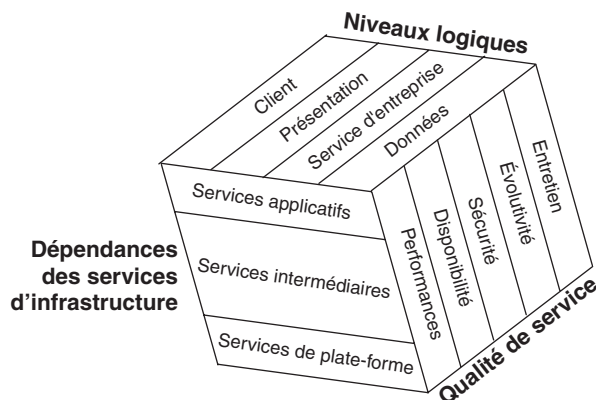 Niveaux logiques
Client
Présentation
Service d'entreprise
Données
Services applicatifs
Services intermédiaires
Services de plate-forme
Dépendances
des services
d'infrastructure
Performances
Disponibilité
Sécurité
Évolutivité
Entretien
Qualité de service